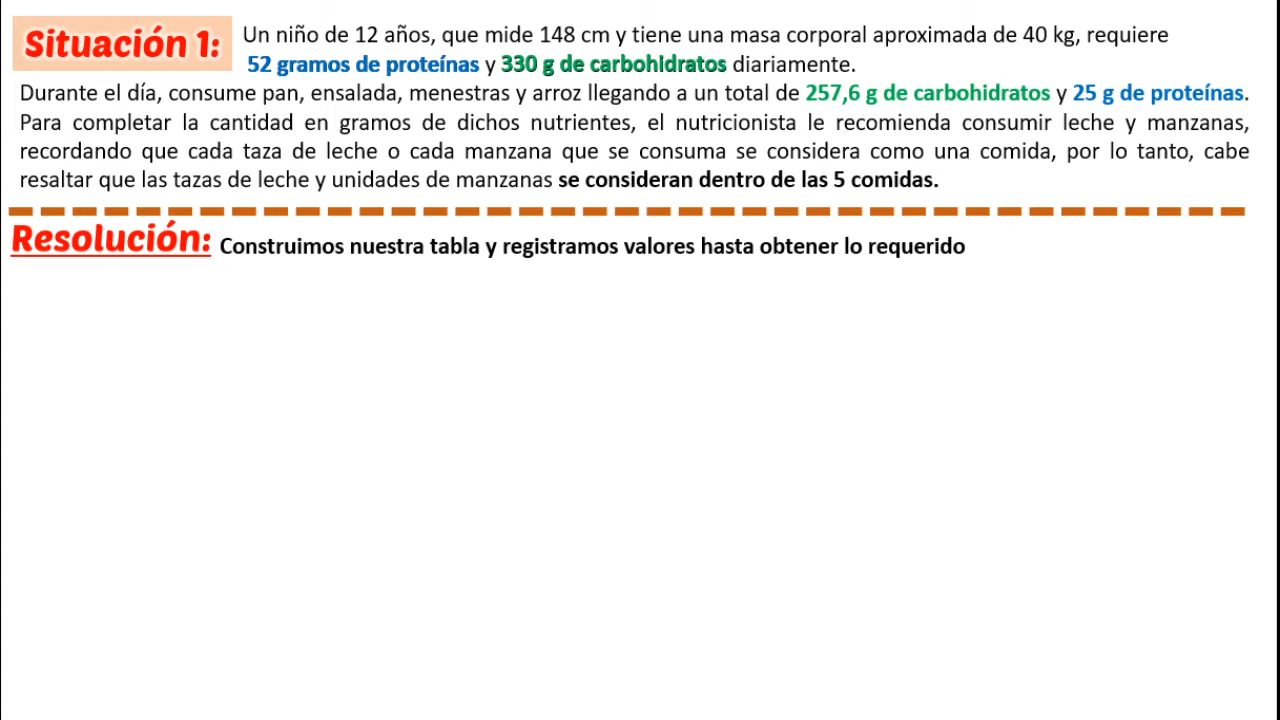 Situación 1: Un niño de 12 años, que mide 148 cm y tiene una masa corporal aproximada de 40 kg, requiere
52 gramos de proteínas y 330 g de carbohidratos diariamente.
Durante el día, consume pan, ensalada, menestras y arroz llegando a un total de 257,6 g de carbohidratos y 25 g de proteínas.
Para completar la cantidad en gramos de dichos nutrientes, el nutricionista le recomienda consumir leche y manzanas,
recordando que cada taza de leche o cada manzana que se consuma se considera como una comida, por lo tanto, cabe
resaltar que las tazas de leche y unidades de manzanas se consideran dentro de las 5 comidas.
Resolución: Construimos nuestra tabla y registramos valores hasta obtener lo requerido